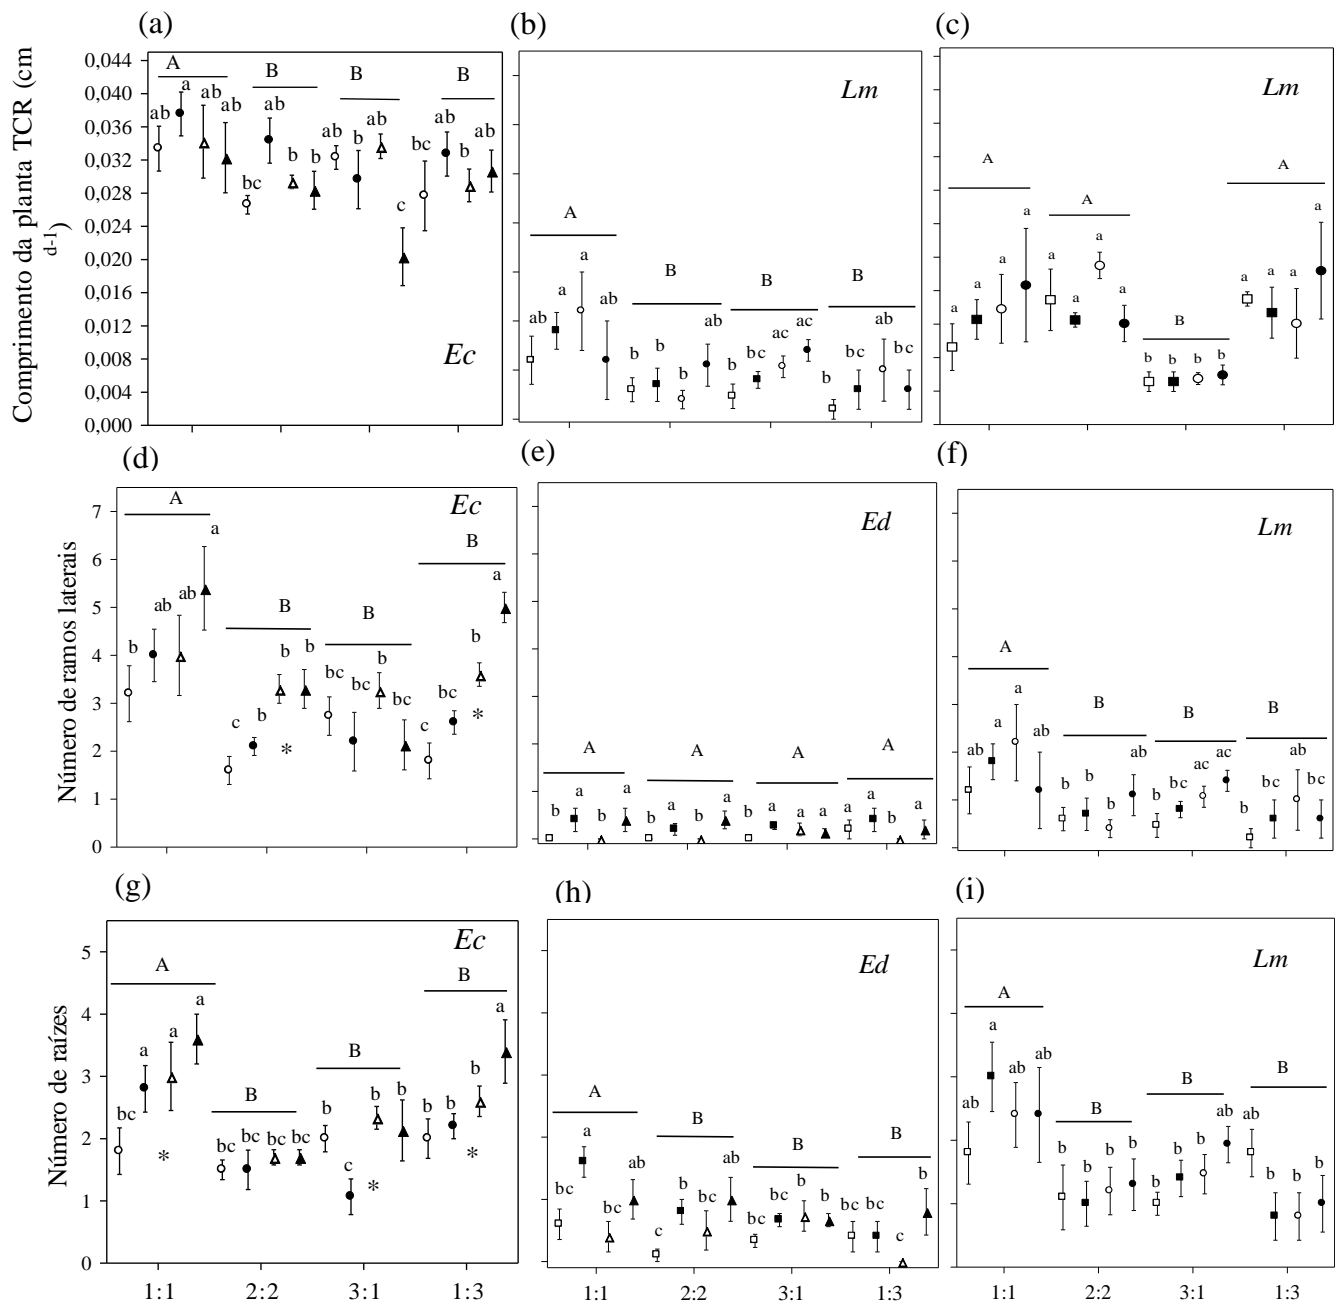 (a)
(b)
(c)
Comprimento da planta TCR (cm
d-1)
0,044
0,040
0,036
0,032
0,028
0,024
0,020
0,016
0,012
0,008
0,004
0,000
A
B
B
B
ab
a
ab
ab
bc
ab
b
b
ab
b
ab
c
bc
ab
b
ab
Ec
Lm
A
B
B
B
ab
a
a
ab
b
b
b
ab
b
bc
ac
ac
b
bc
ab
bc
Lm
A
A
B
A
a
a
a
a
a
a
a
a
b
b
b
b
a
a
a
a
(d)
(e)
(f)
Número de ramos laterais
7
6
5
4
3
2
1
0
Ec
A
B
B
B
b
ab
ab
a
c
b
b
b
*
bc
bc
b
bc
c
bc
b
a
*
Ed
A
A
A
A
b
a
b
a
b
a
b
a
b
a
a
a
a
a
b
a
Lm
A
B
B
B
ab
a
a
ab
b
b
b
ab
b
bc
ac
ac
b
bc
ab
bc
(g)
(h)
(i)
Número de raízes
5
4
3
2
1
0
Ec
A
B
B
B
bc
a
a
a
*
bc
bc
bc
bc
b
c
b
b
*
b
b
b
a
*
1:1
2:2
3:1
1:3
Ed
A
B
B
B
bc
a
bc
ab
c
b
bc
ab
bc
bc
b
b
bc
bc
c
b
1:1
2:2
3:1
1:3
Lm
A
B
B
B
ab
a
ab
ab
b
b
b
b
b
b
b
ab
ab
b
b
b
1:1
2:2
3:1
1:3